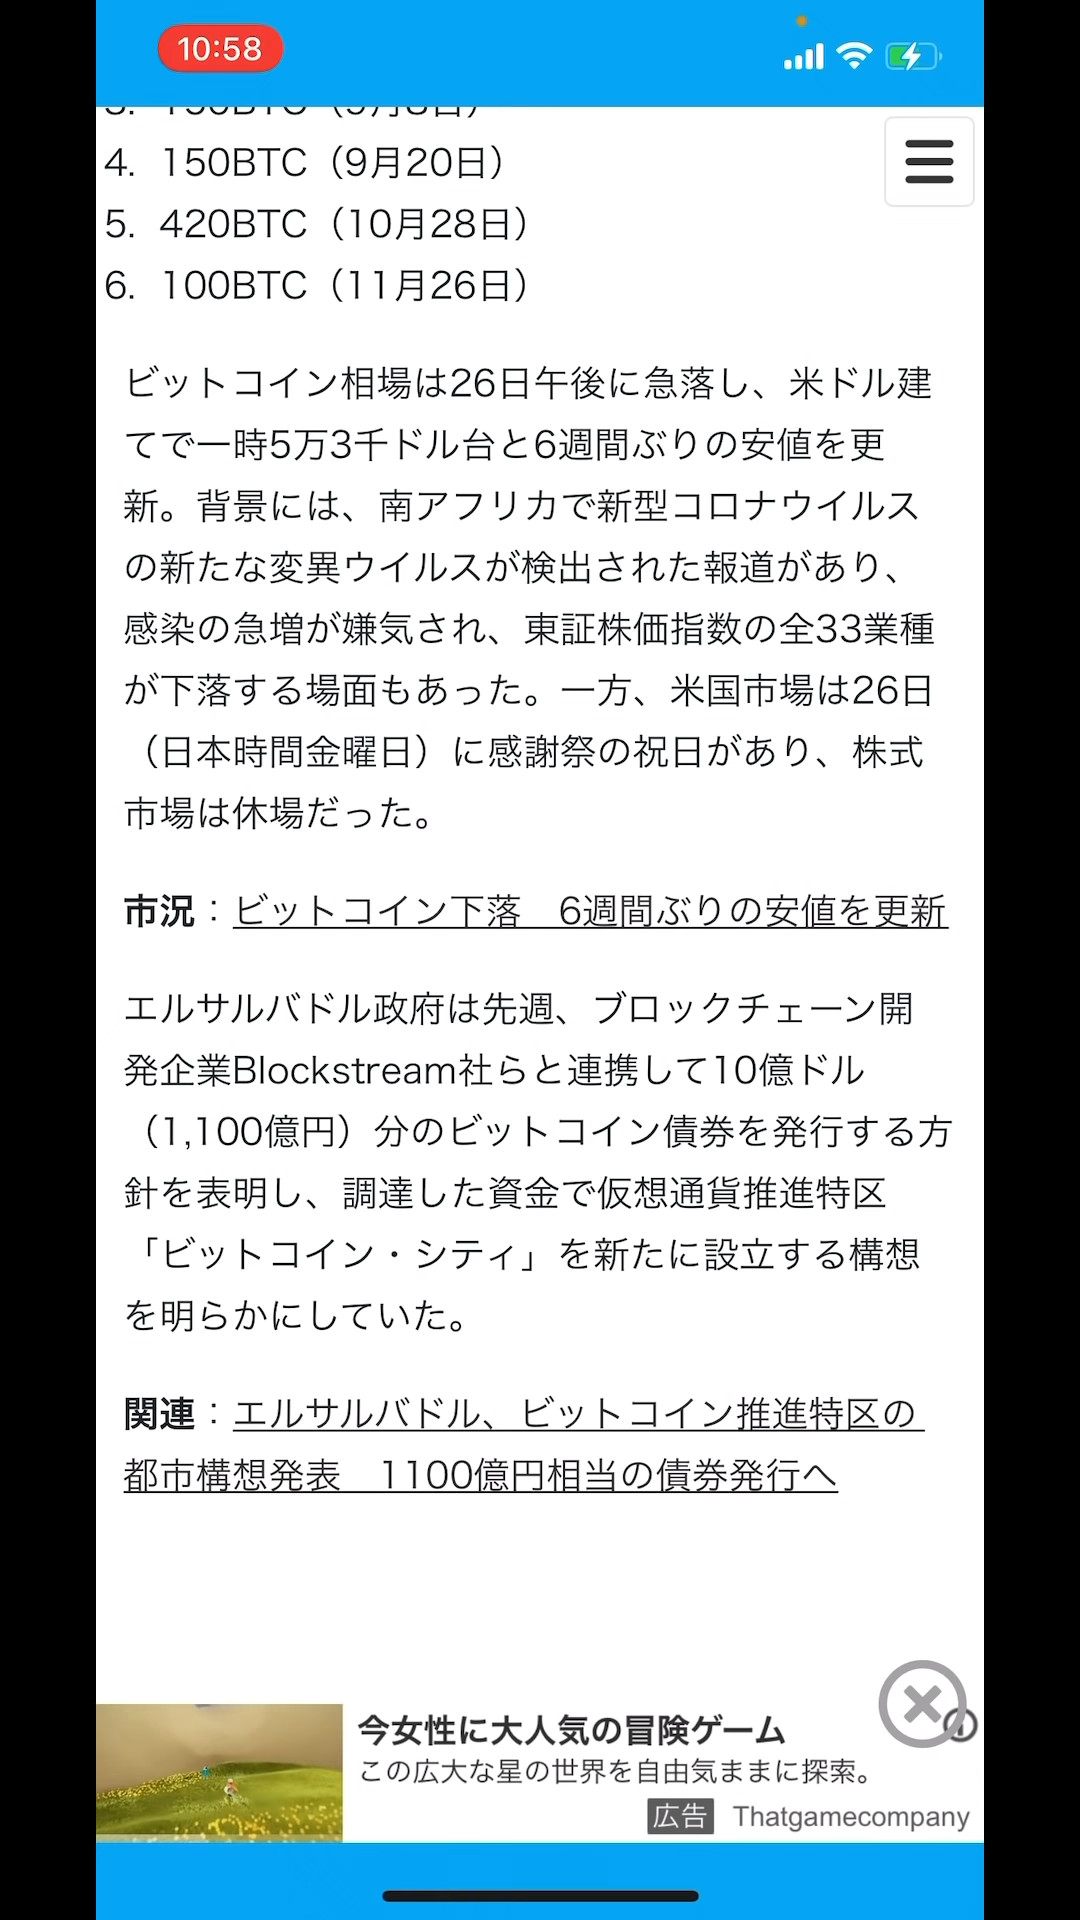 10:58
4. 150BTC（9月20日）
5. 420BTC（10月28日）
6. 100BTC（11月26日）
ビットコイン相場は26日午後に急落し、米ドル建
てで一時5万3千ドル台と6週間ぶりの安値を更
新。背景には、南アフリカで新型コロナウイルス
の新たな変異ウイルスが検出された報道があり、
感染の急増が嫌気され、東証株価指数の全33業種
が下落する場面もあった。一方、米国市場は26日
（日本時間金曜日）に感謝祭の祝日があり、株式
市場は休場だった。
市況：ビットコイン下落　6週間ぶりの安値を更新
エルサルバドル政府は先週、ブロックチェーン開
発企業Blockstream社らと連携して10億ドル
（1,100億円）分のビットコイン債券を発行する方
針を表明し、調達した資金で仮想通貨推進特区
「ビットコイン・シティ」を新たに設立する構想
を明らかにしていた。
関連：エルサルバドル、ビットコイン推進特区の
都市構想発表　1100億円相当の債券発行へ
今女性に大人気の冒険ゲーム
この広大な星の世界を自由気ままに探索。
広告 Thatgamecompany